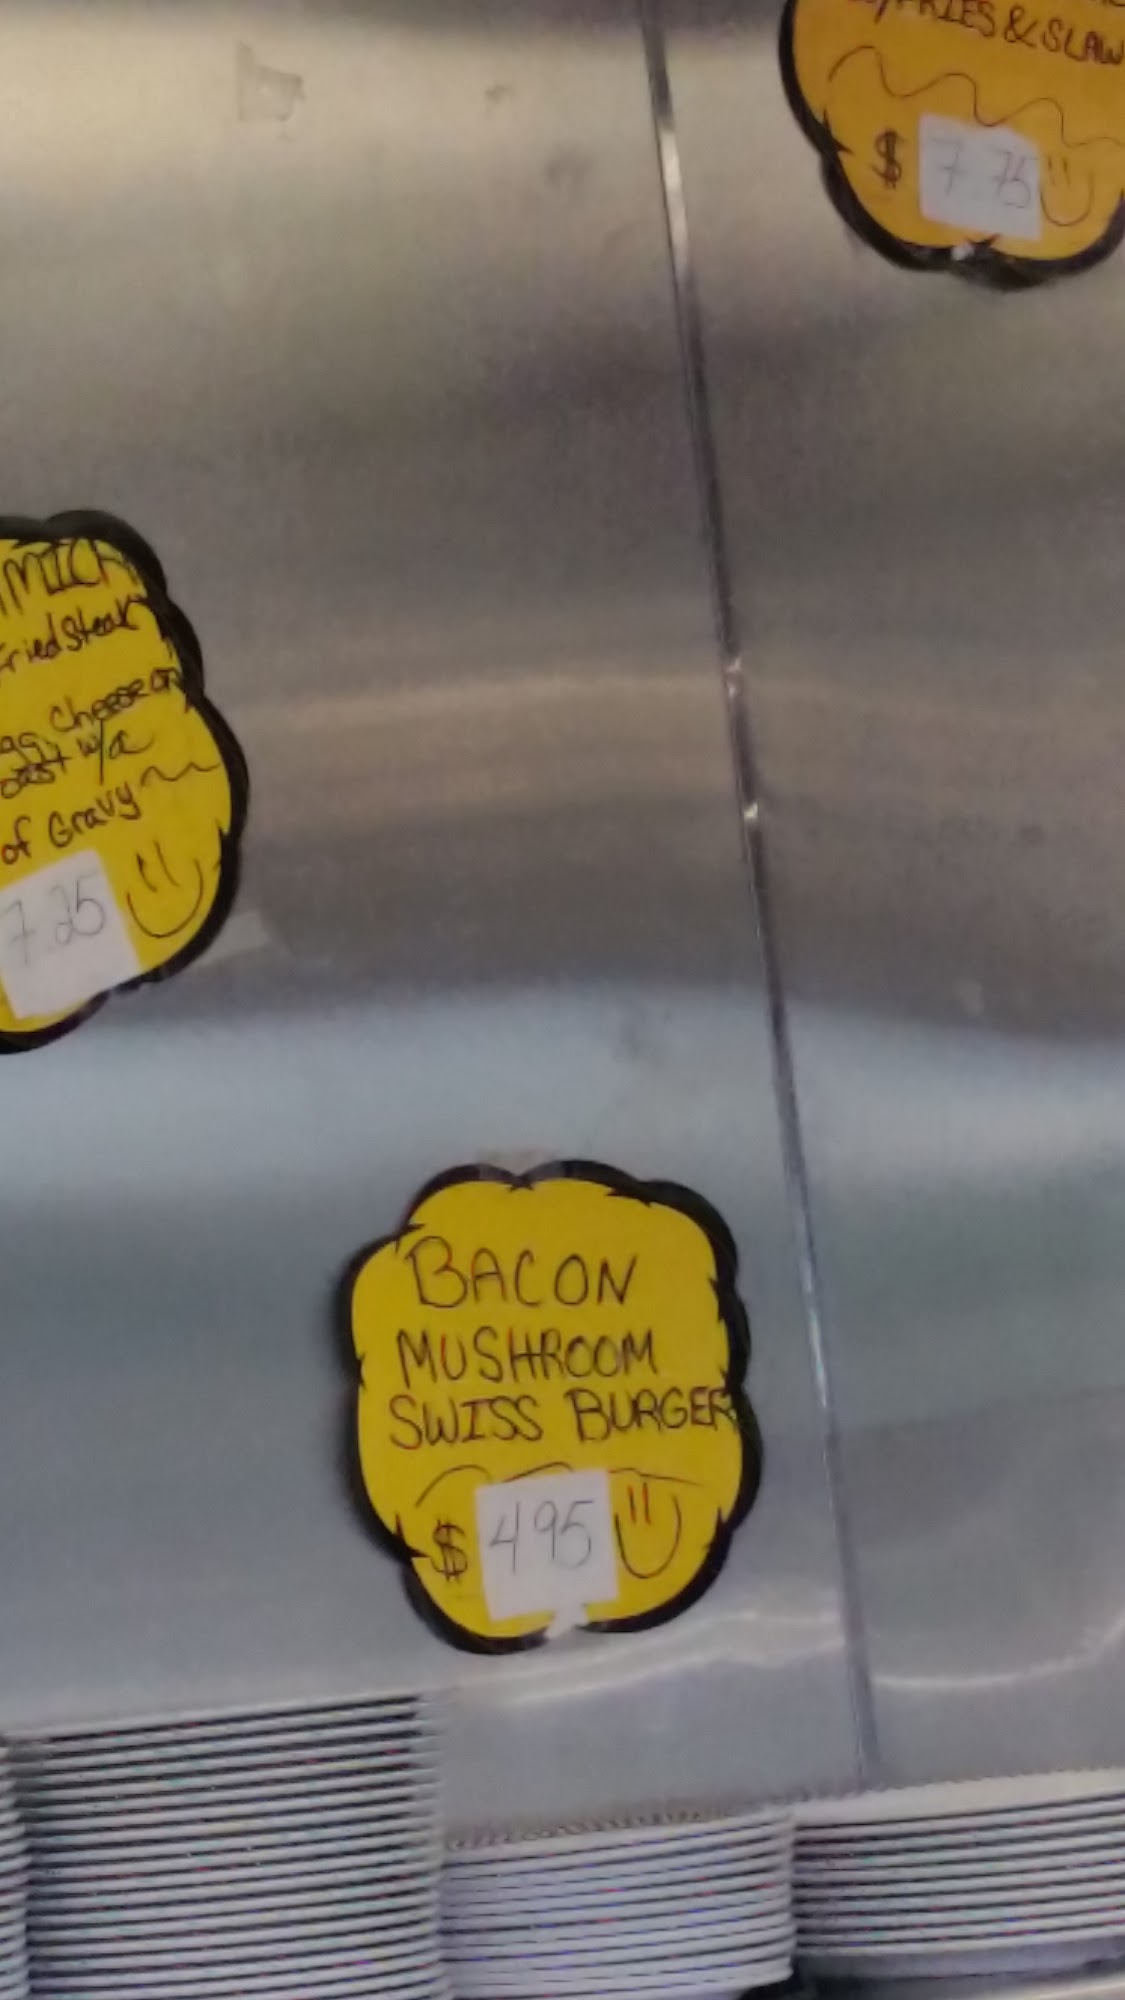 FRIES & SLAW
$ 7.75
Fried Steak
Cheese on
w/a
of Gravy
7.25
BACON
MUSHROOM
SWISS BURGER
$ 4 95